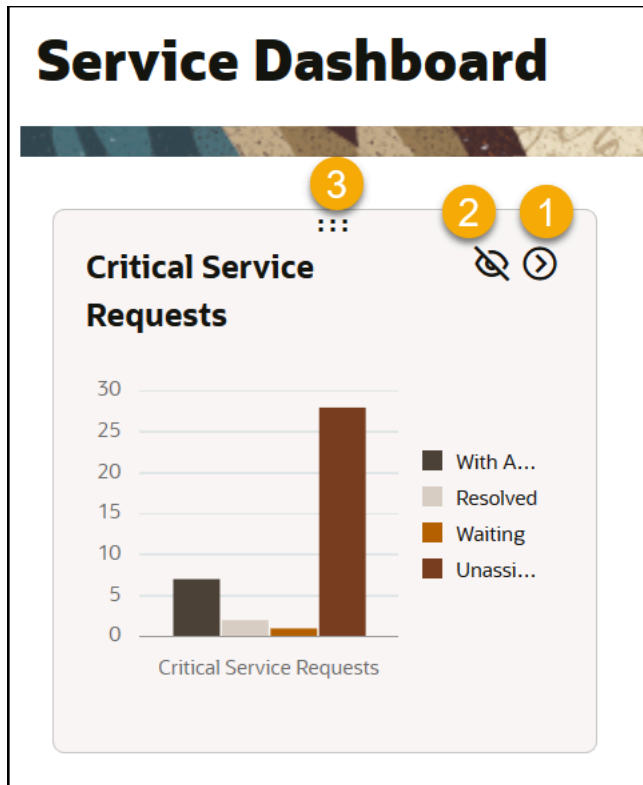 Service Dashboard
3
2
1
Critical Service
Requests
30
25
20
15
10
5
0
With A...
Resolved
Waiting
Unassi...
Critical Service Requests